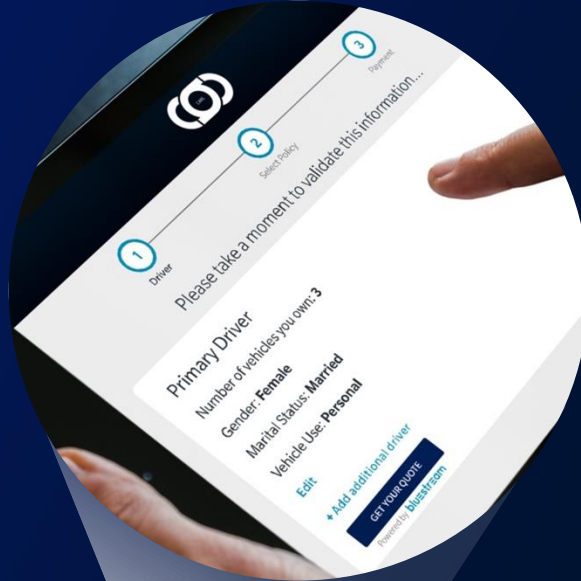 1
Driver
2
Select Policy
3
Payment
Please take a moment to validate this information...
Primary Driver
Number of vehicles you own: 3
Gender: Female
Marital Status: Married
Vehicle Use: Personal
Edit
+ Add additional driver
GET YOUR QUOTE
Powered by bluestream